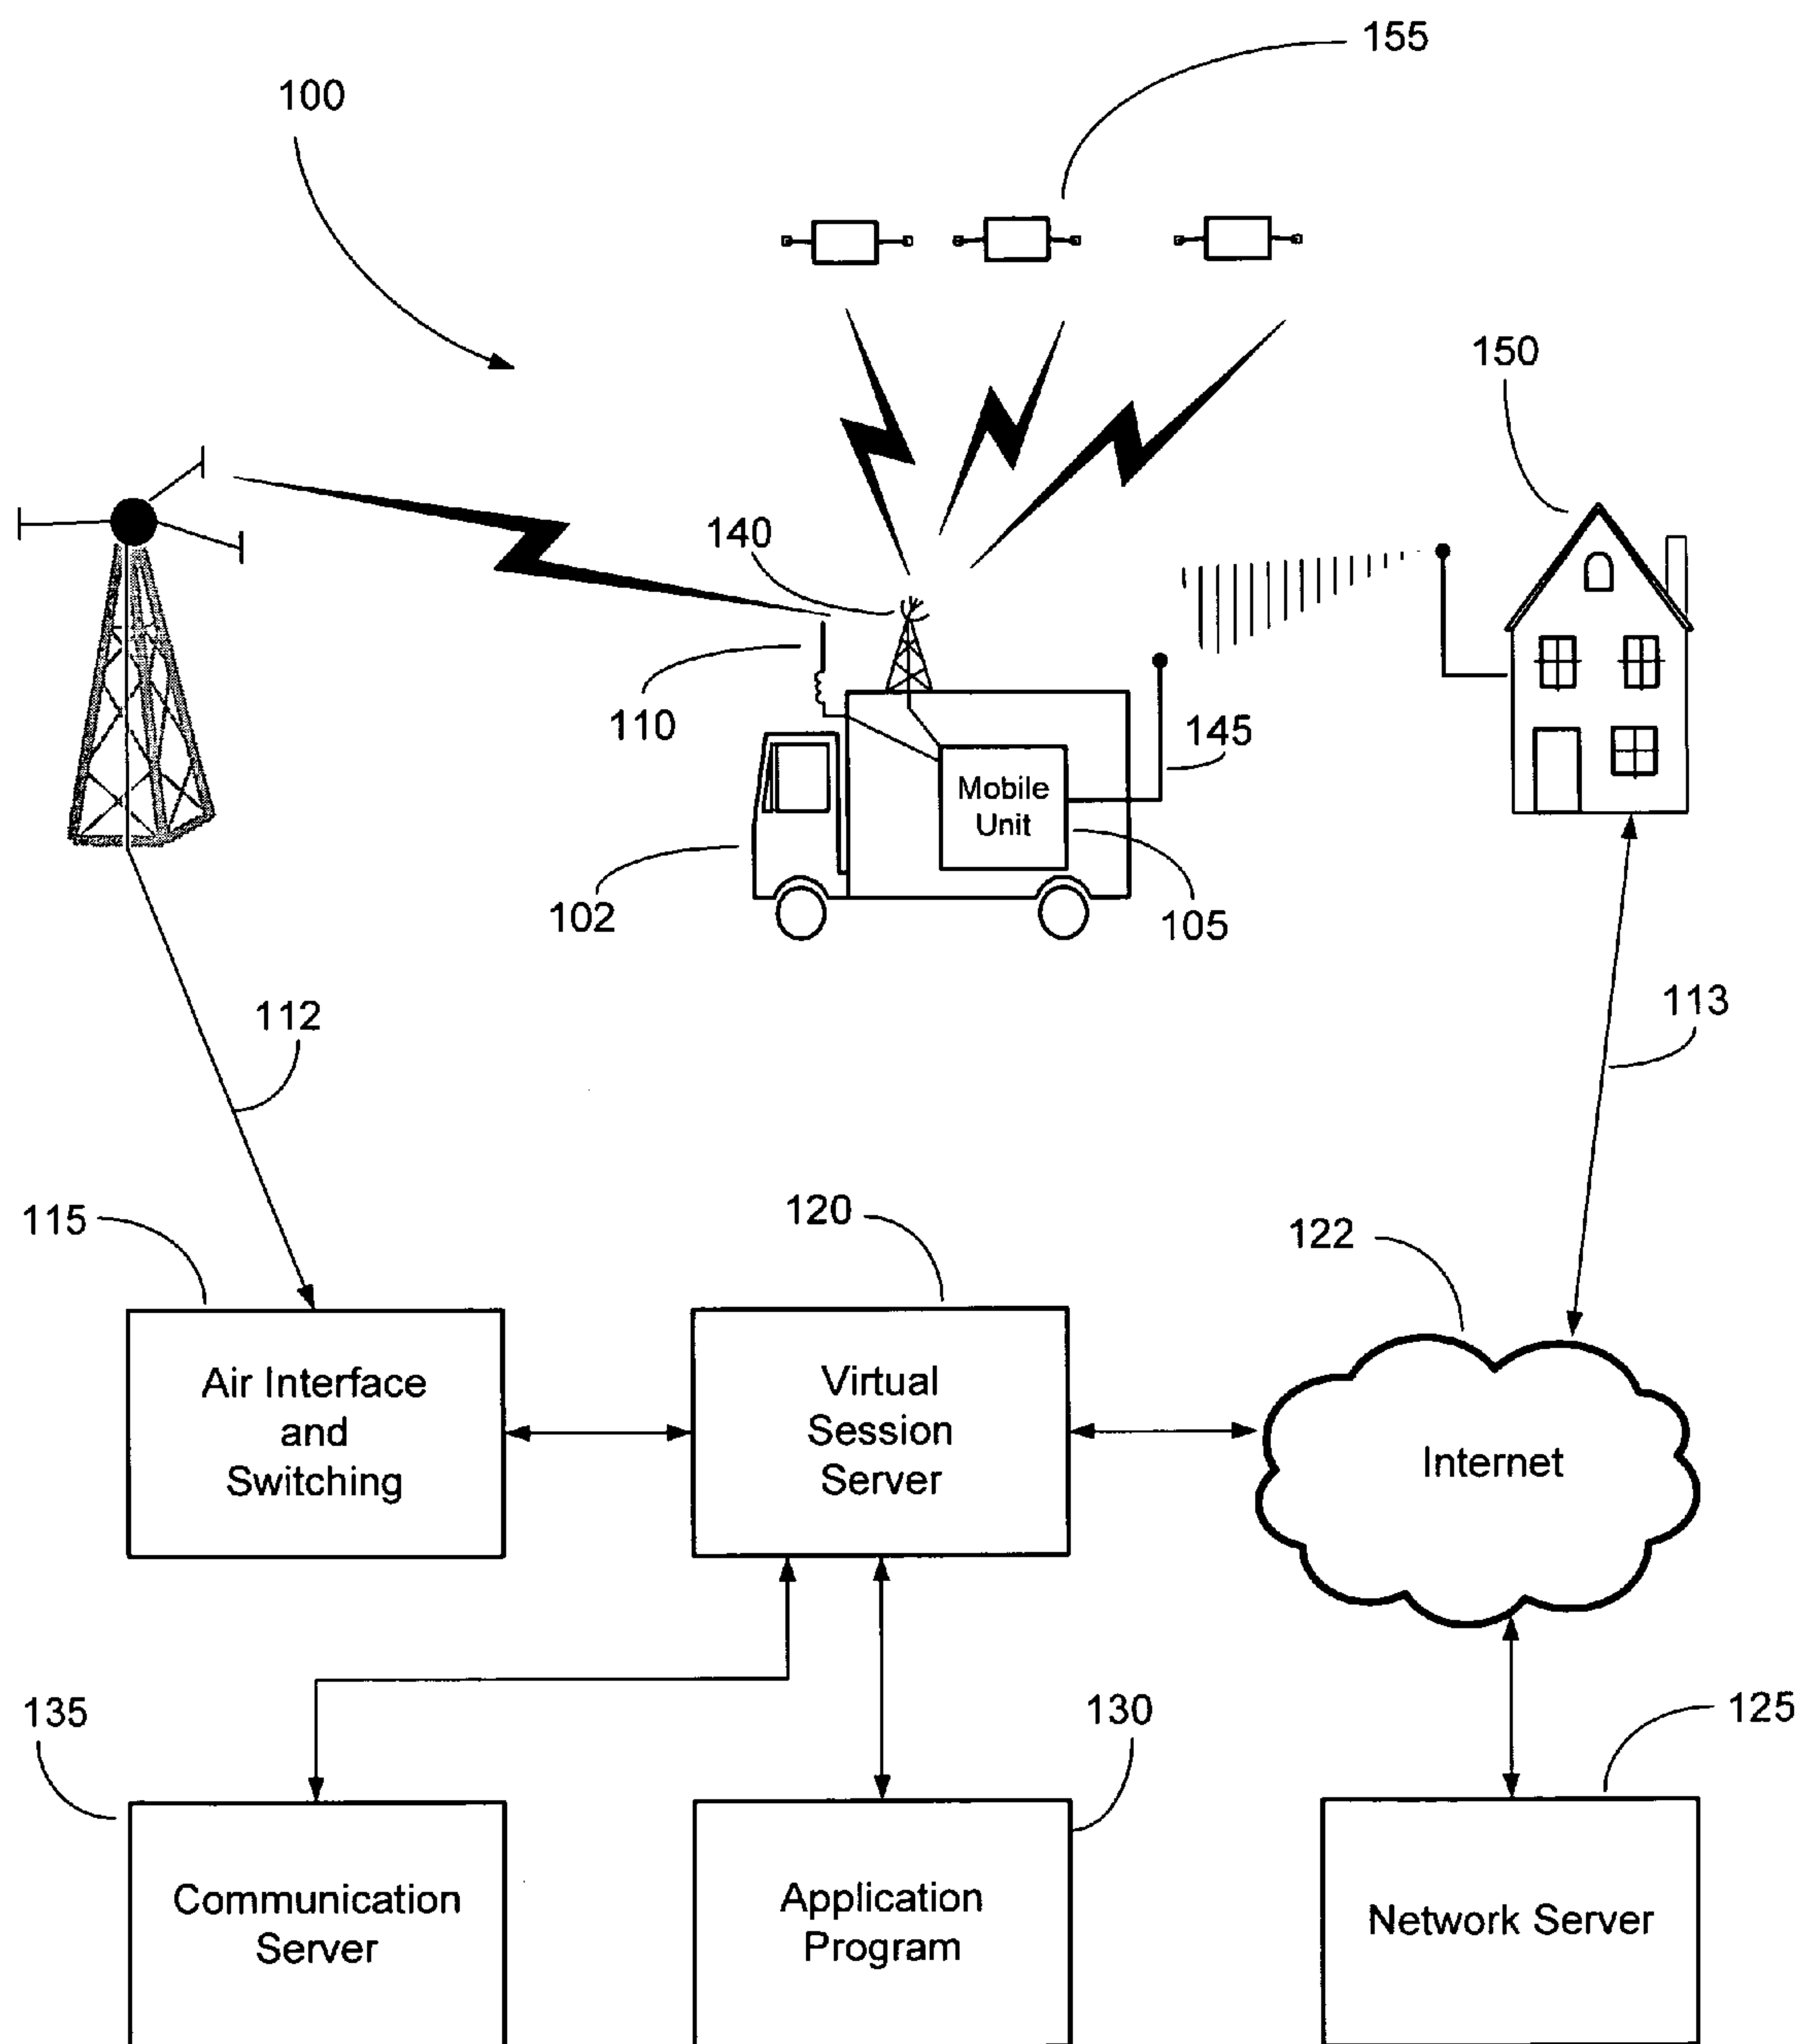 155
100
150
140
110
145
Mobile
Unit
102
105
112
113
115
120
122
Air Interface
and
Switching
Virtual
Session
Server
Internet
135
130
125
Communication
Server
Application
Program
Network Server